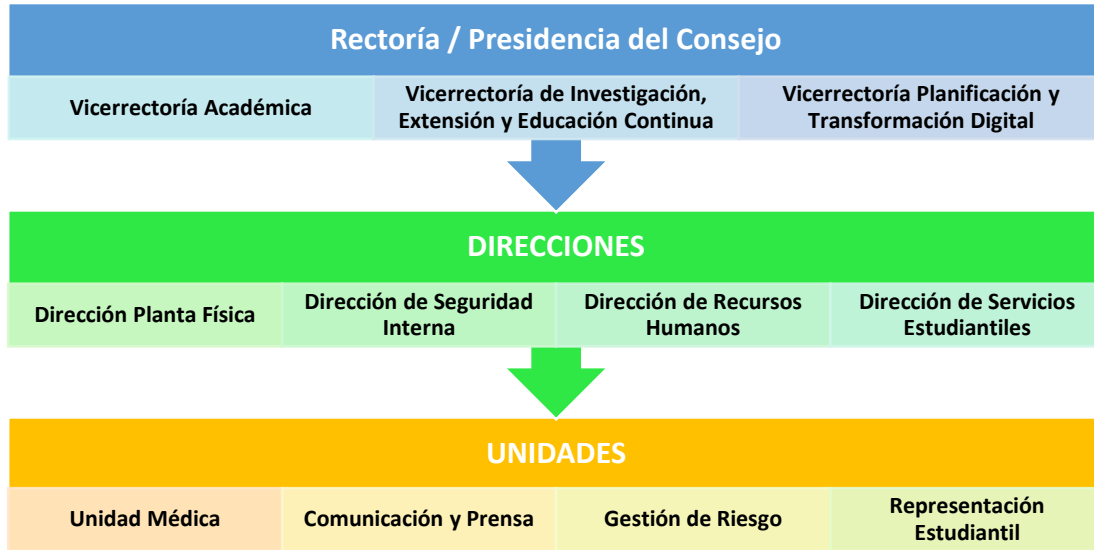 Rectoría / Presidencia del Consejo
Vicerrectoría Académica
Vicerrectoría de Investigación,
Extensión y Educación Continua
Vicerrectoría Planificación y
Transformación Digital
DIRECCIONES
Dirección Planta Física
Dirección de Seguridad
Interna
Dirección de Recursos
Humanos
Dirección de Servicios
Estudiantiles
UNIDADES
Unidad Médica
Comunicación y Prensa
Gestión de Riesgo
Representación
Estudiantil